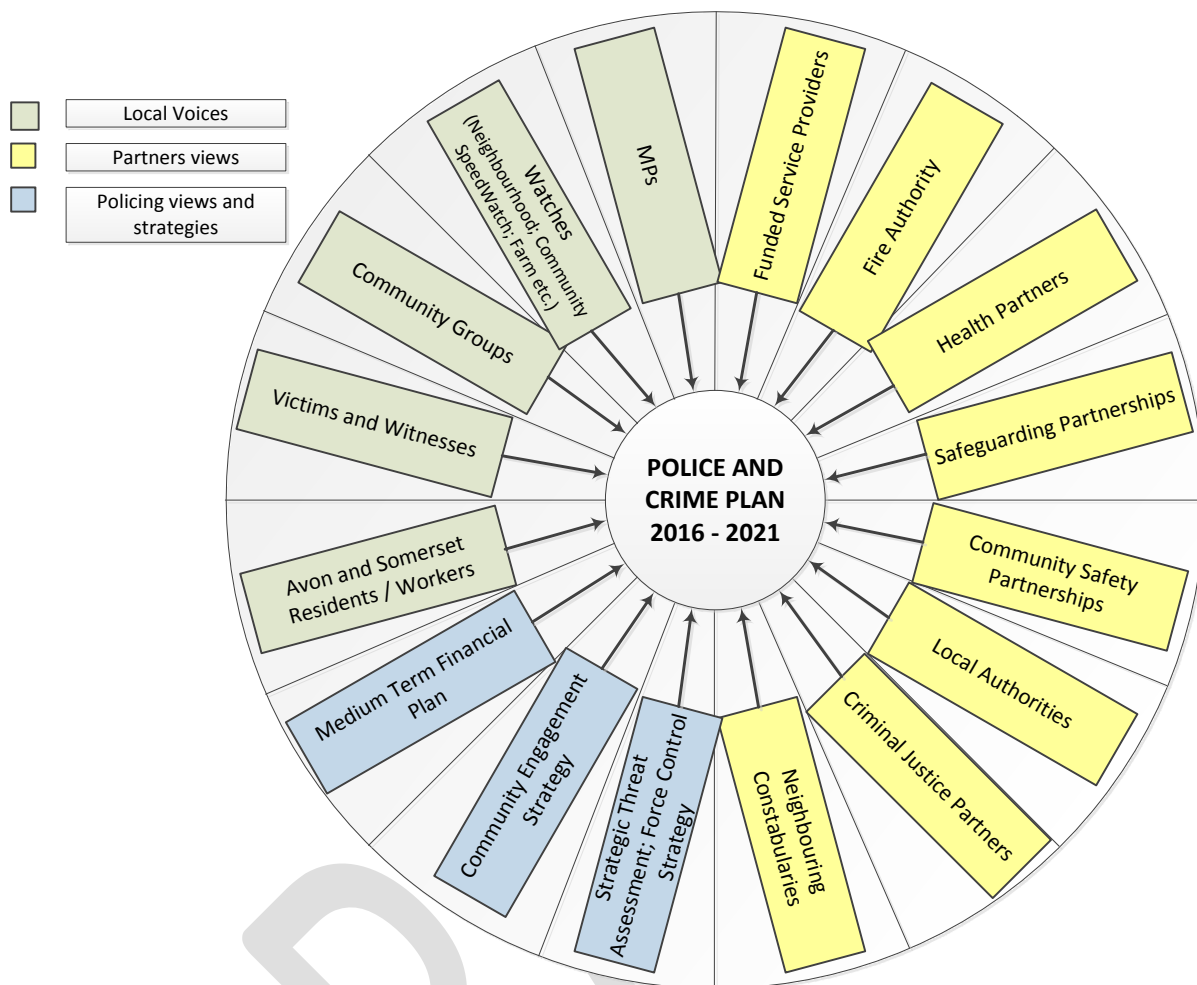 Local Voices
Partners views
Policing views and
strategies
MPs
Funded Service Providers
Fire Authority
Health Partners
Safeguarding Partnerships
Community Safety
Partnerships
Local Authorities
Criminal Justice Partners
Neighbouring
Constabularies
Strategic Threat
Assessment; Force Control
Strategy
Community Engagement
Strategy
Medium Term Financial
Plan
Avon and Somerset
Residents / Workers
Victims and Witnesses
Community Groups
Watches
(Neighbourhood; Community
SpeedWatch; Farm etc.)
POLICE AND
CRIME PLAN
2016 - 2021